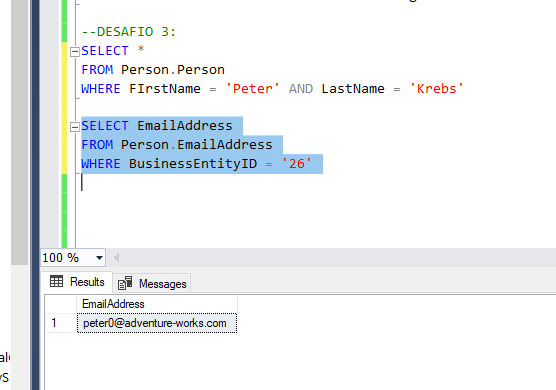 --DESAFIO 3:
SELECT *
FROM Person.Person
WHERE FIrstName = 'Peter' AND LastName = 'Krebs'
SELECT EmailAddress
FROM Person.EmailAddress
WHERE BusinessEntityID = '26'
100 %
Results Messages
EmailAddress
1 peter0@adventure-works.com